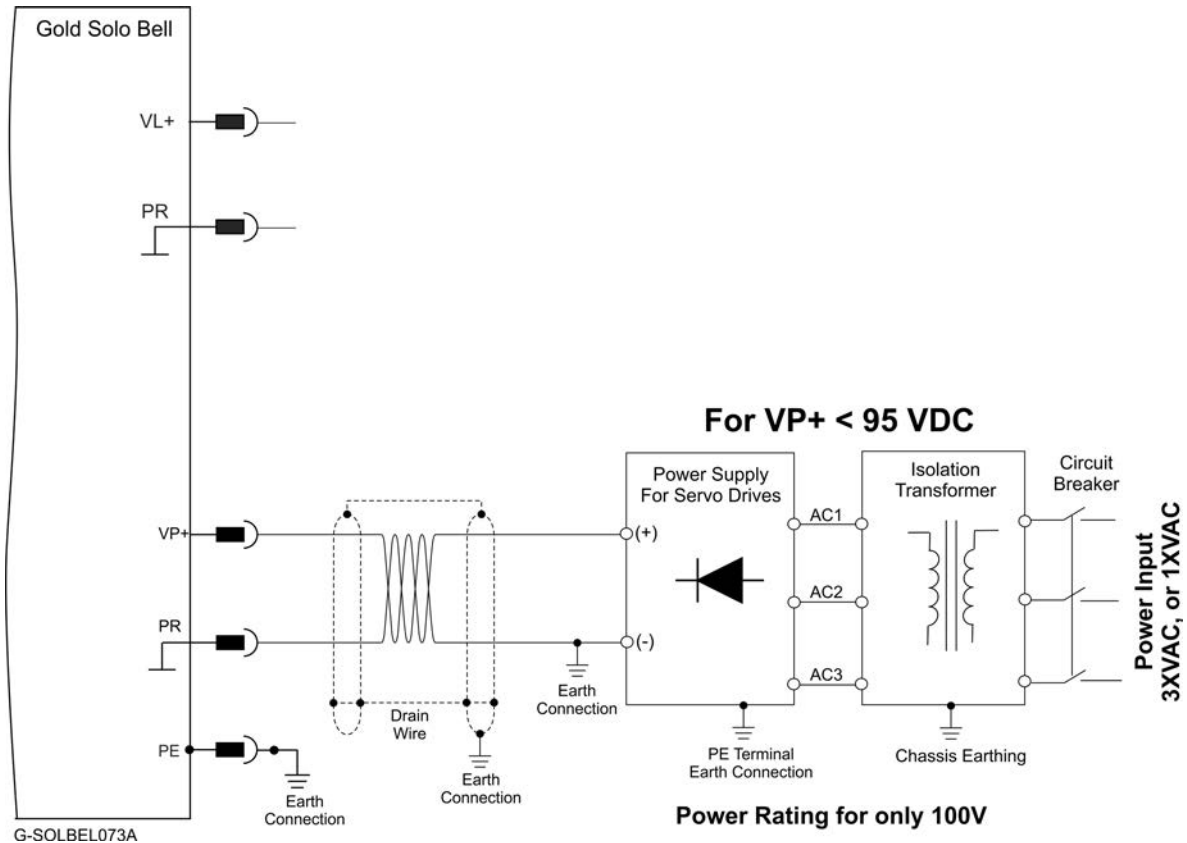 Gold Solo Bell
VL+
PR
For VP+ < 95 VDC
Power Supply
For Servo Drives
Isolation
Transformer
Circuit
Breaker
AC1
AC2
AC3
(+)
(-)
VP+
PR
PE
Earth
Connection
Drain
Wire
Earth
Connection
Earth
Connection
PE Terminal
Earth Connection
Chassis Earthing
Power Input
3XVAC, or 1XVAC
Power Rating for only 100V
G-SOLBEL073A